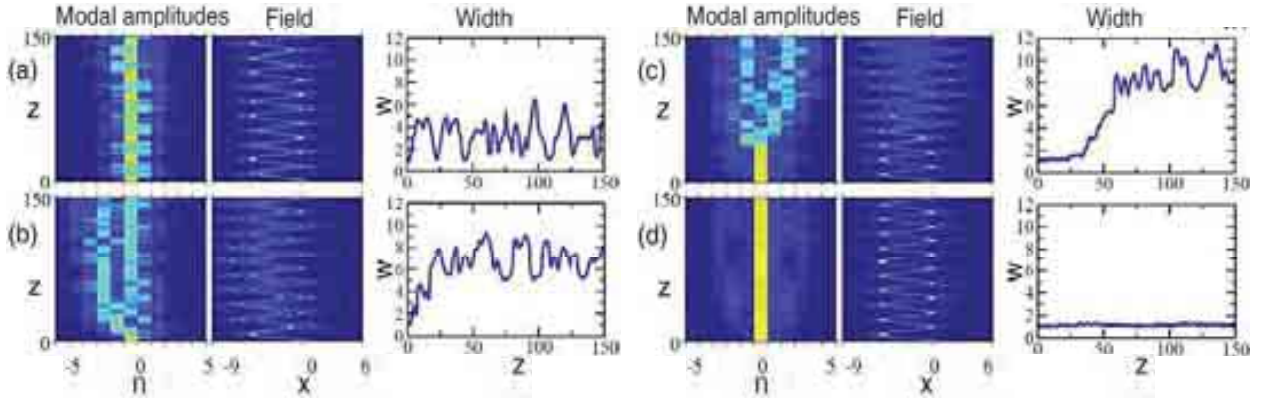 Modal amplitudes Field Width Modal amplitudes Field Width
150 12 150 12
(a) 10 (c) 10
8 8
z w 6 z w 6
4 4
2 2
0 0 0 0
0 50 100 150 0 50 100 150
150 12 150 12
(b) 10 (d) 10
8 8
z w 6 z w 6
4 4
2 2
0 0 0 0
-5 0 5 -9 0 6 0 50 100 150 -5 0 5 -9 0 6 0 50 100 150
n x z n x z